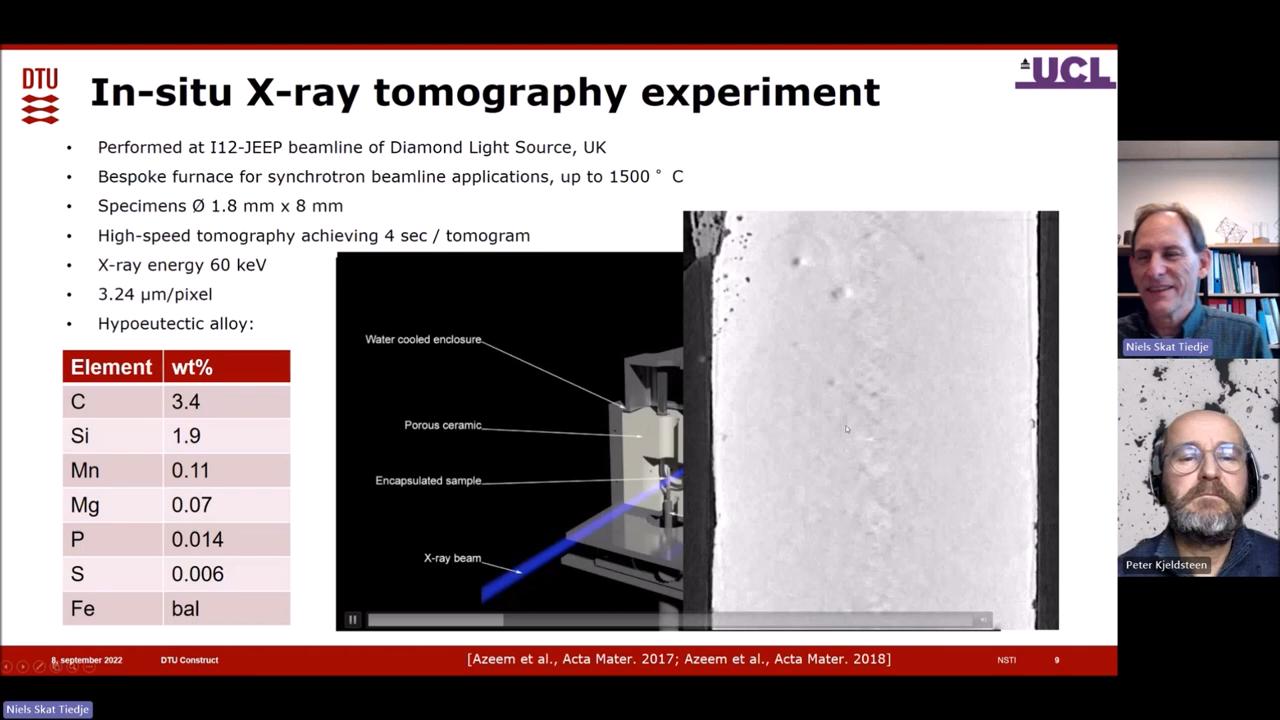 DTU
In-situ X-ray tomography experiment
UCL
• Performed at I12-JEEP beamline of Diamond Light Source, UK
• Bespoke furnace for synchrotron beamline applications, up to 1500 ° C
• Specimens Ø 1.8 mm x 8 mm
• High-speed tomography achieving 4 sec / tomogram
• X-ray energy 60 keV
• 3.24 µm/pixel
• Hypoeutectic alloy:
Element wt%
C 3.4
Si 1.9
Mn 0.11
Mg 0.07
P 0.014
S 0.006
Fe bal
Water cooled enclosure
Porous ceramic
Encapsulated sample
X-ray beam
Niels Skat Tiedje
Peter Kjeldsteen
8. september 2022 DTU Construct [Azeem et al., Acta Mater. 2017; Azeem et al., Acta Mater. 2018] NSTI 9
Niels Skat Tiedje